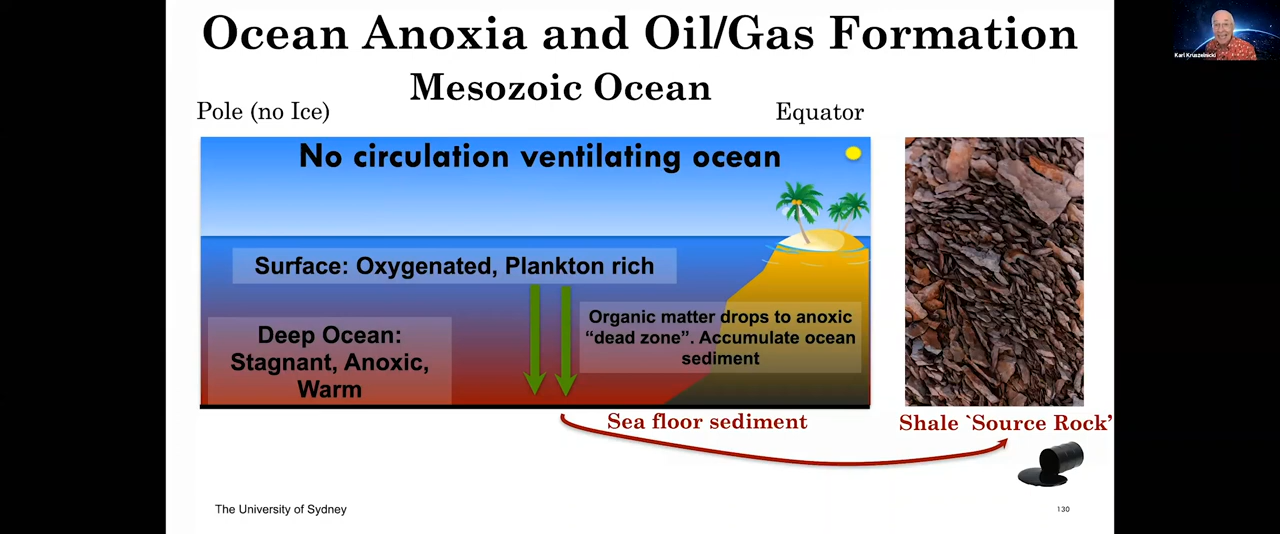 Ocean Anoxia and Oil/Gas Formation
Mesozoic Ocean
Pole (no Ice)
Equator
No circulation ventilating ocean
Surface: Oxygenated, Plankton rich
Deep Ocean:
Stagnant, Anoxic,
Warm
Organic matter drops to anoxic
“dead zone”. Accumulate ocean
sediment
Sea floor sediment
Shale `Source Rock’
The University of Sydney
130
Karl Kruszelnicki